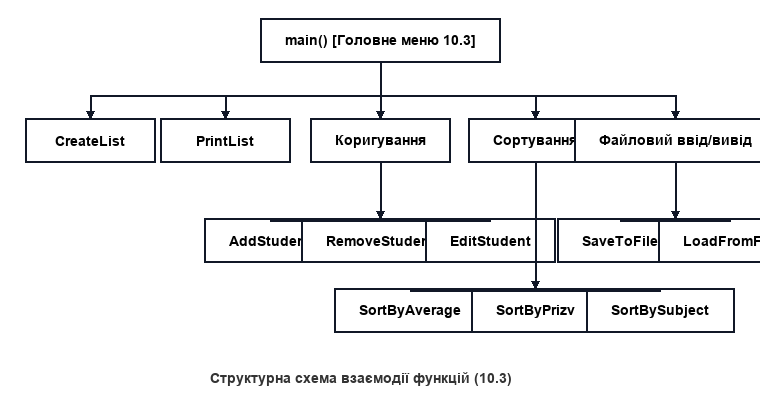 main() [Головне меню 10.3]
CreateList
PrintList
Коригування
Сортування
Файловий ввід/вивід
AddStuder
RemoveStuder
EditStudent
SaveToFile
LoadFromF
SortByAverage
SortByPrizv
SortBySubject
Структурна схема взаємодії функцій (10.3)